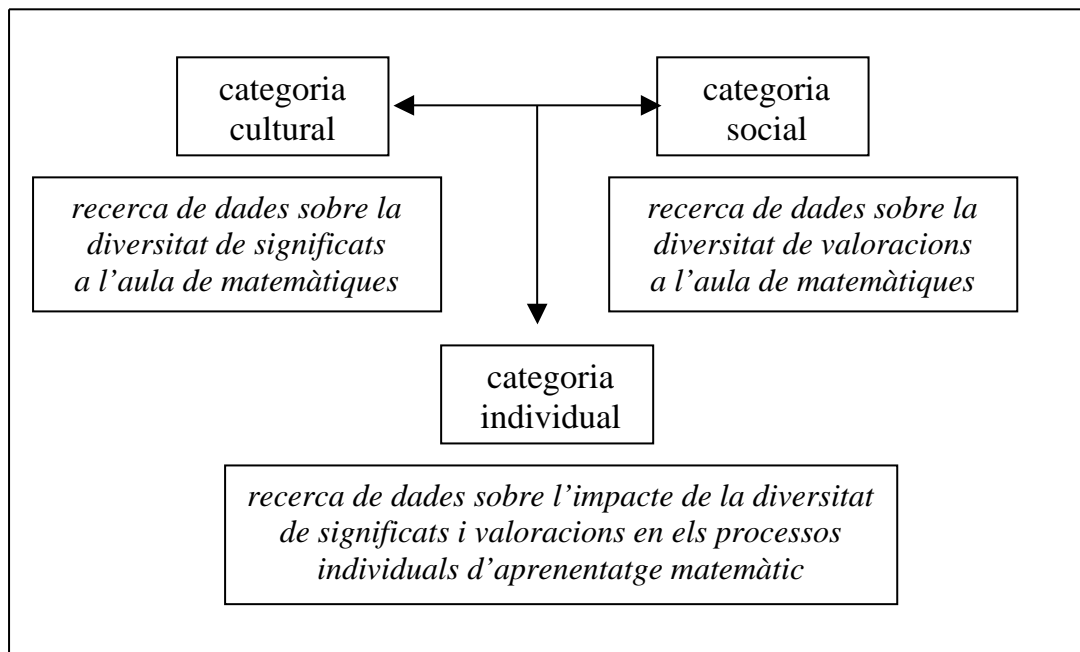 categoria
cultural
categoria
social
recerca de dades sobre la
diversitat de significats
a l’aula de matemàtiques
recerca de dades sobre la
diversitat de valoracions
a l’aula de matemàtiques
categoria
individual
recerca de dades sobre l’impacte de la diversitat
de significats i valoracions en els processos
individuals d’aprenentatge matemàtic